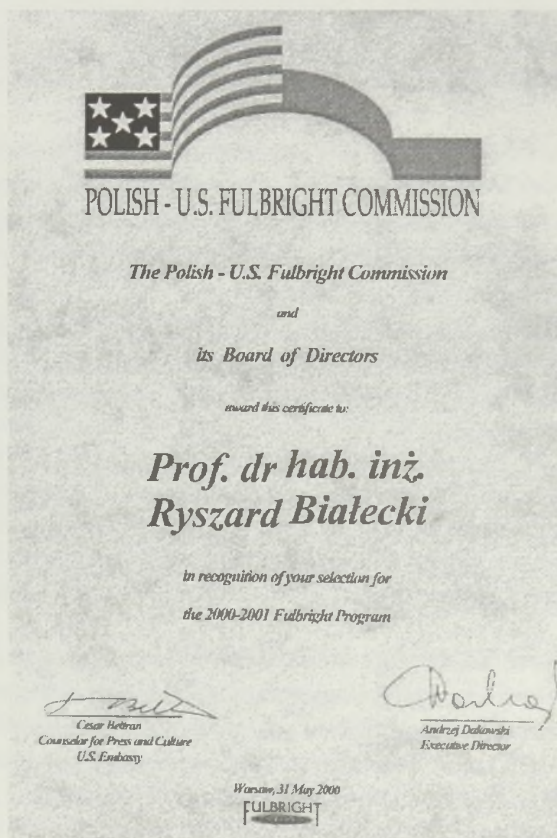 POLISH - U.S. FULBRIGHT COMMISSION
The Polish - U.S. Fulbright Commission
and
its Board of Directors
award this certificate to:
Prof. dr hab. inż.
Ryszard Białecki
in recognition of your selection for
the 2000-2001 Fulbright Program
Cesar Beltran
Counselor for Press and Culture
U.S. Embassy
Andrzej Dakowski
Executive Director
Warsaw, 31 May 2000
FULBRIGHT